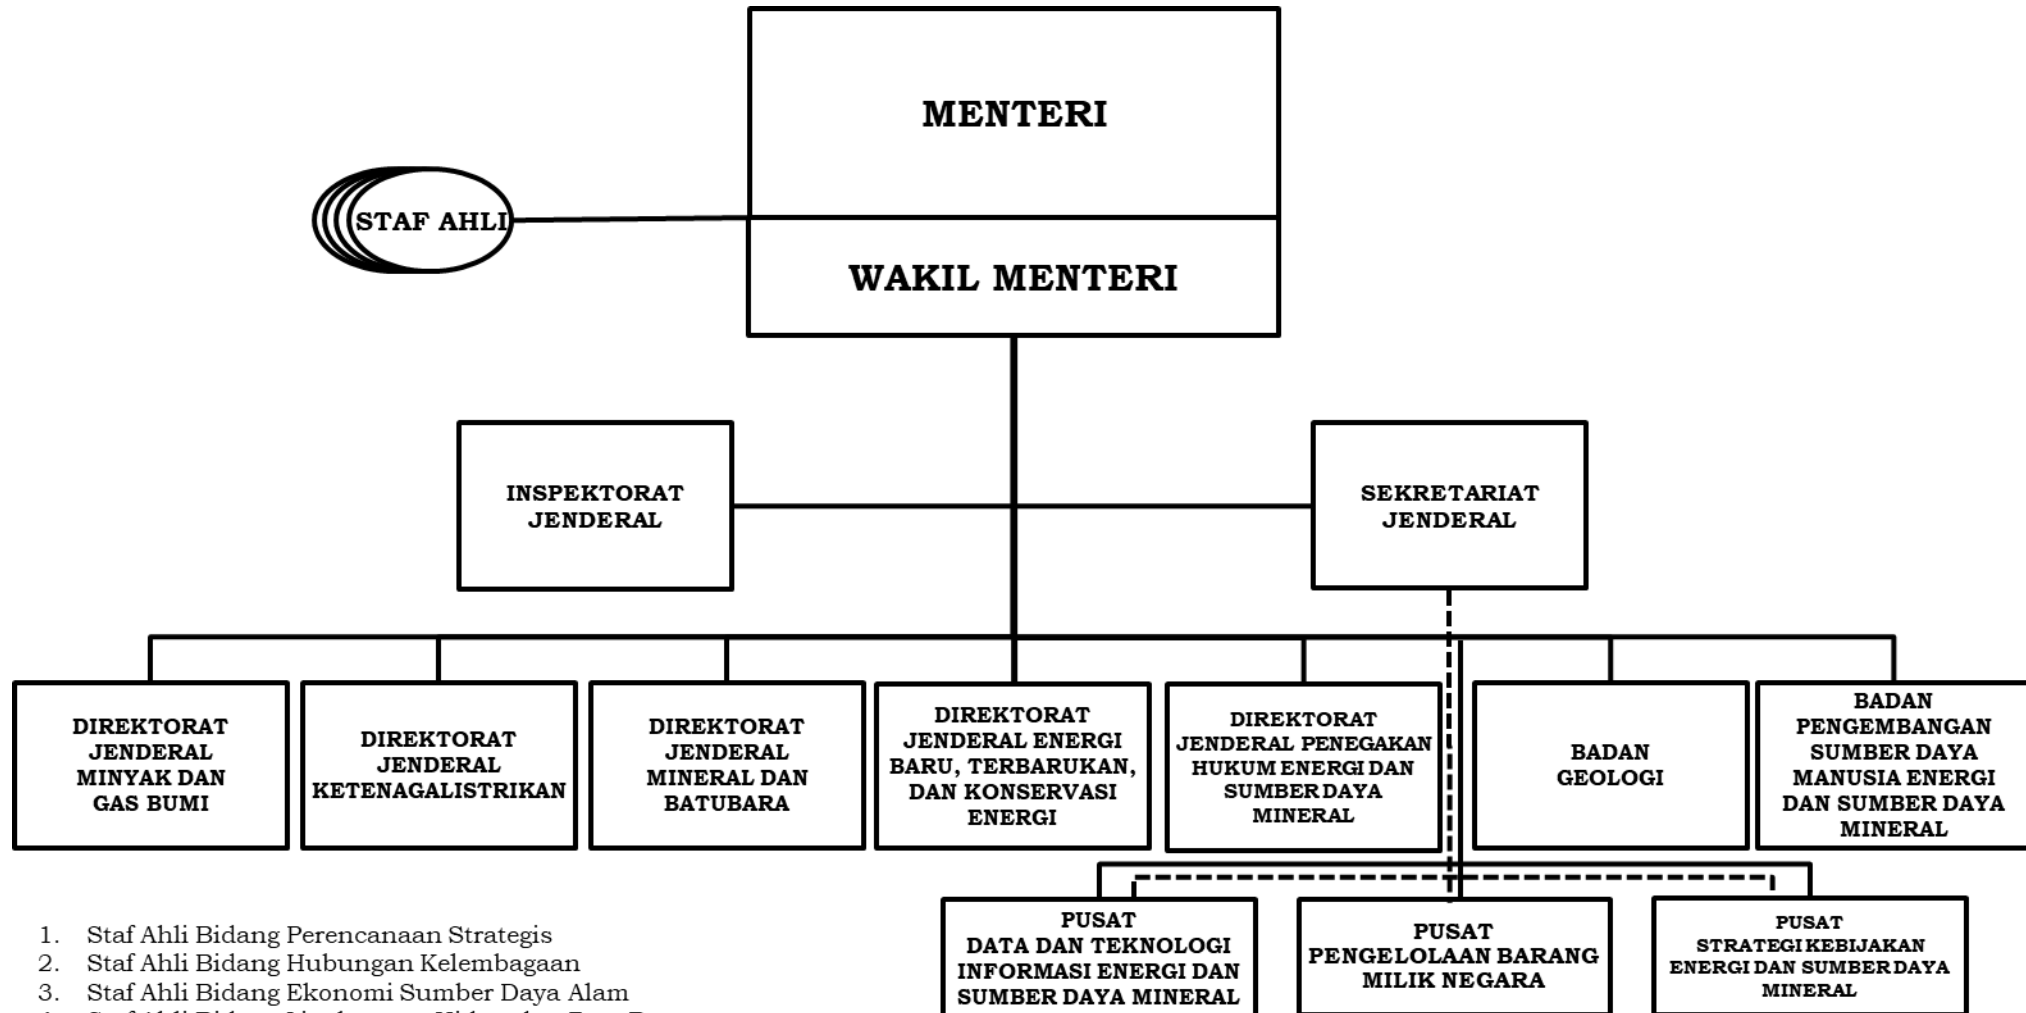 MENTERI
STAF AHLI
WAKIL MENTERI
INSPEKTORAT
JENDERAL
SEKRETARIAT
JENDERAL
DIREKTORAT
JENDERAL
MINYAK DAN
GAS BUMI
DIREKTORAT
JENDERAL
KETENAGALISTRIKAN
DIREKTORAT
JENDERAL
MINERAL DAN
BATUBARA
DIREKTORAT
JENDERAL ENERGI
BARU, TERBARUKAN,
DAN KONSERVASI
ENERGI
DIREKTORAT
JENDERAL PENEGAKAN
HUKUM ENERGI DAN
SUMBER DAYA
MINERAL
BADAN
GEOLOGI
BADAN
PENGEMBANGAN
SUMBER DAYA
MANUSIA ENERGI
DAN SUMBER DAYA
MINERAL
PUSAT
DATA DAN TEKNOLOGI
INFORMASI ENERGI DAN
SUMBER DAYA MINERAL
PUSAT
PENGELOLAAN BARANG
MILIK NEGARA
PUSAT
STRATEGI KEBIJAKAN
ENERGI DAN SUMBER DAYA
MINERAL
1. Staf Ahli Bidang Perencanaan Strategis
2. Staf Ahli Bidang Hubungan Kelembagaan
3. Staf Ahli Bidang Ekonomi Sumber Daya Alam